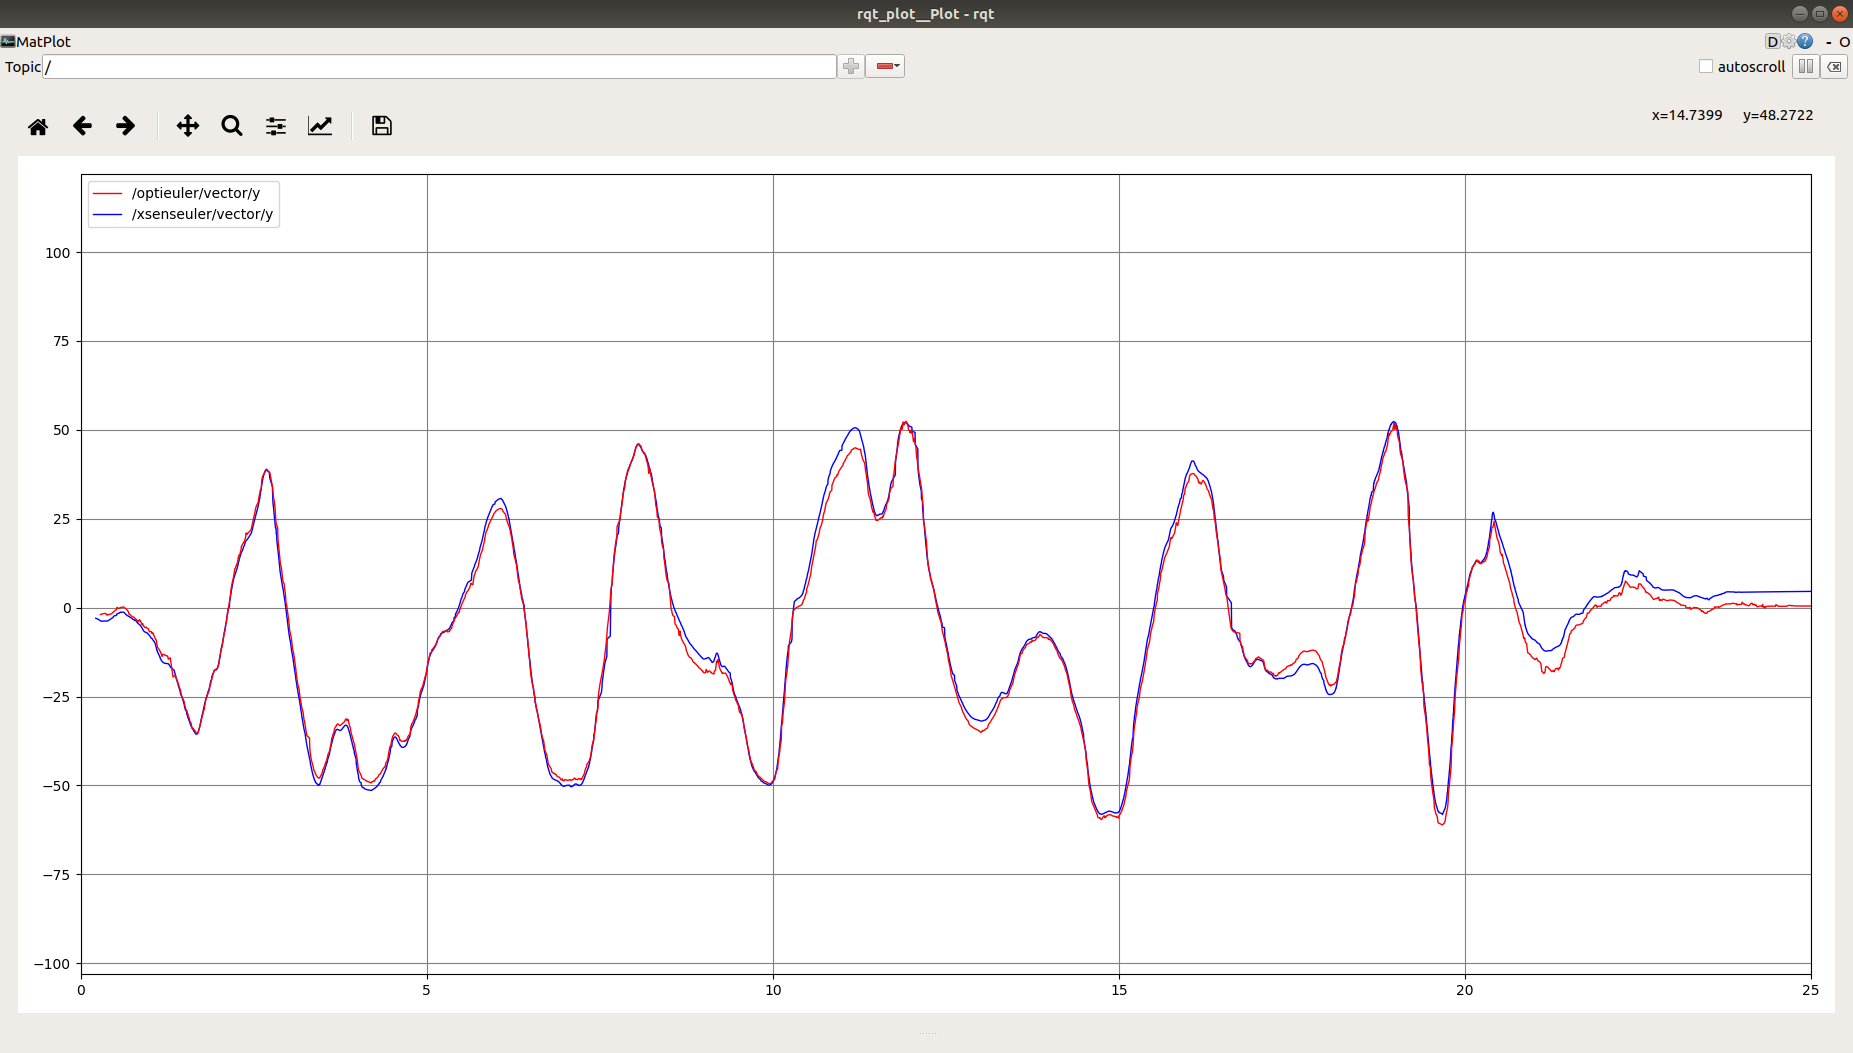 rqt_plot__Plot - rqt
MatPlot
D ? - O
Topic /
autoscroll
x=14.7399 y=48.2722
/optieuler/vector/y
/xsenseuler/vector/y
100
75
50
25
0
−25
−50
−75
−100
0 5 10 15 20 25